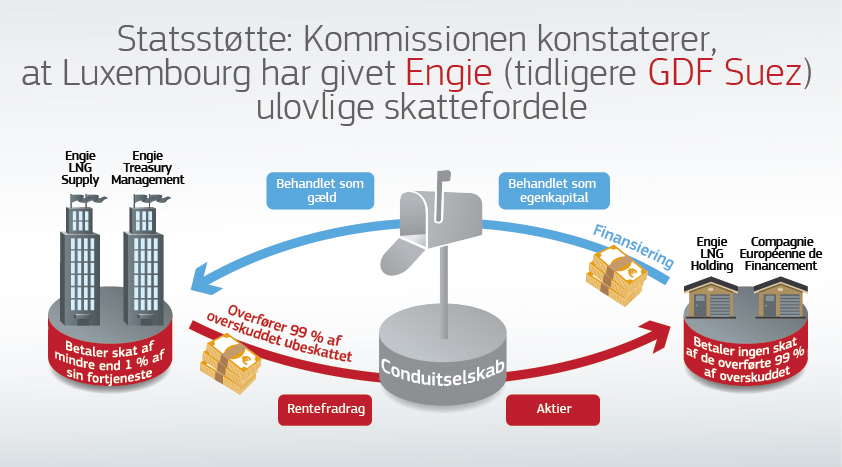 Statsstøtte: Kommissionen konstaterer,
at Luxembourg har givet Engie (tidligere GDF Suez)
ulovlige skattefordele
Engie
LNG
Supply
Engie
Treasury
Management
Behandlet som
gæld
Behandlet som
egenkapital
Finansiering
Engie
LNG
Holding
Compagnie
Européenne de
Financement
Betaler skat af
mindre end 1 % af
sin fortjeneste
Overfører 99 % af
overskuddet ubeskattet
Conduitselskab
Betaler ingen skat
af de overførte 99 %
af overskuddet
Rentefradrag
Aktier